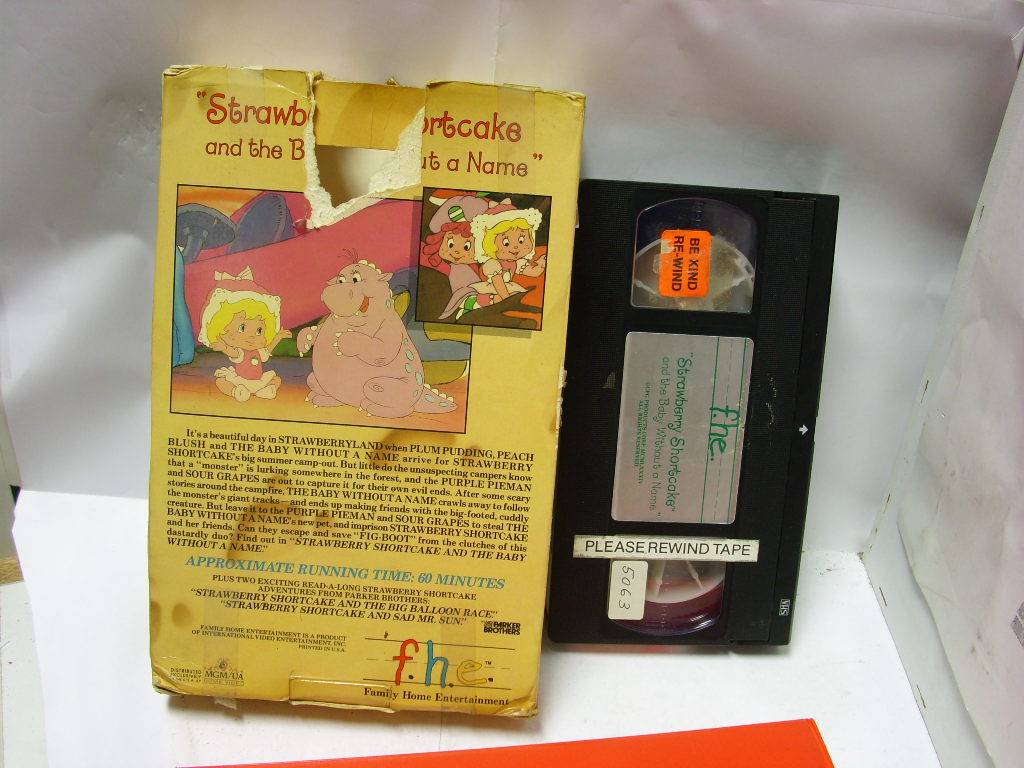 "Strawb ortcake
and the B ut a Name"
It's a beautiful day in STRAWBERRYLAND when PLUM PUDDING, PEACH
BLUSH and THE BABY WITHOUT A NAME arrive for STRAWBERRY
SHORTCAKE's big summer camp-out. But little do the unsuspecting campers know
that a "monster" is lurking somewhere in the forest, and the PURPLE PIEMAN
and SOUR GRAPES are out to capture it for their own evil ends. After some scary
stories around the campfire, THE BABY WITHOUT A NAME crawls away to follow
the monster's giant tracks—and ends up making friends with the big-footed, cuddly
creature. But leave it to the PURPLE PIEMAN and SOUR GRAPES to steal THE
BABY WITHOUT A NAME's new pet, and imprison STRAWBERRY SHORTCAKE
and her friends. Can they escape and save "FIG-BOOT" from the clutches of this
dastardly duo? Find out in "STRAWBERRY SHORTCAKE AND THE BABY
WITHOUT A NAME."
APPROXIMATE RUNNING TIME: 60 MINUTES
PLUS TWO EXCITING READ-A-LONG STRAWBERRY SHORTCAKE
ADVENTURES FROM PARKER BROTHERS:
"STRAWBERRY SHORTCAKE AND THE BIG BALLOON RACE"
"STRAWBERRY SHORTCAKE AND SAD MR. SUN."
PARKER
BROTHERS
FAMILY HOME ENTERTAINMENT IS A PRODUCT
OF INTERNATIONAL VIDEO ENTERTAINMENT, INC.
PRINTED IN U.S.A.
DISTRIBUTED
EXCLUSIVELY
MGM/UA
HOME VIDEO
f.h.e.™
Family Home Entertainment
BE KIND
RE-WIND
f.h.e.
"Strawberry Shortcake"
and the Baby Without a Name"
ALL RIGHTS RESERVED
PLEASE REWIND TAPE
5063
VHS